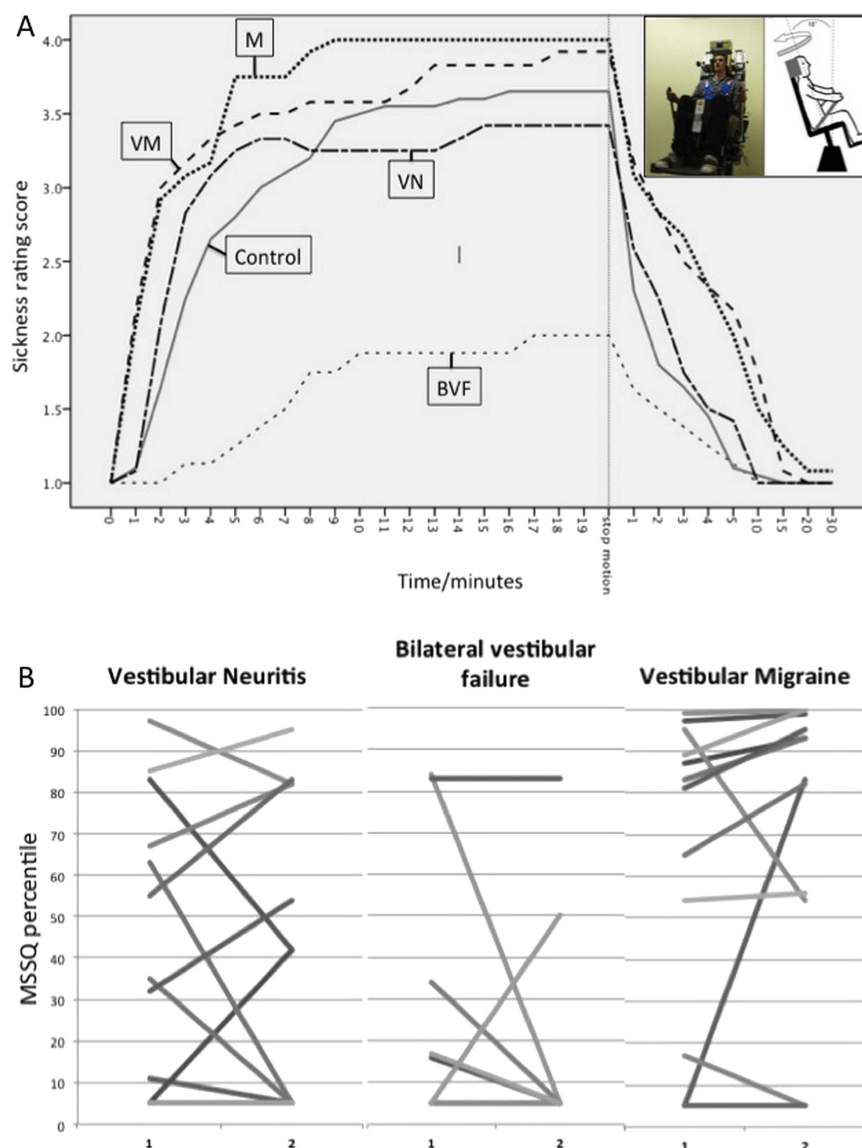 A
M
VM
VN
Control
BVF
Sickness rating score
4.0
3.5
3.0
2.5
2.0
1.5
1.0
0 1 2 3 4 5 6 7 8 9 10 11 12 13 14 15 16 17 18 19 stop motion 1 2 3 4 5 10 15 20 30
Time/minutes
18°
B
Vestibular Neuritis
Bilateral vestibular
failure
Vestibular Migraine
MSSQ percentile
100
90
80
70
60
50
40
30
20
10
0
1 2 1 2 1 2